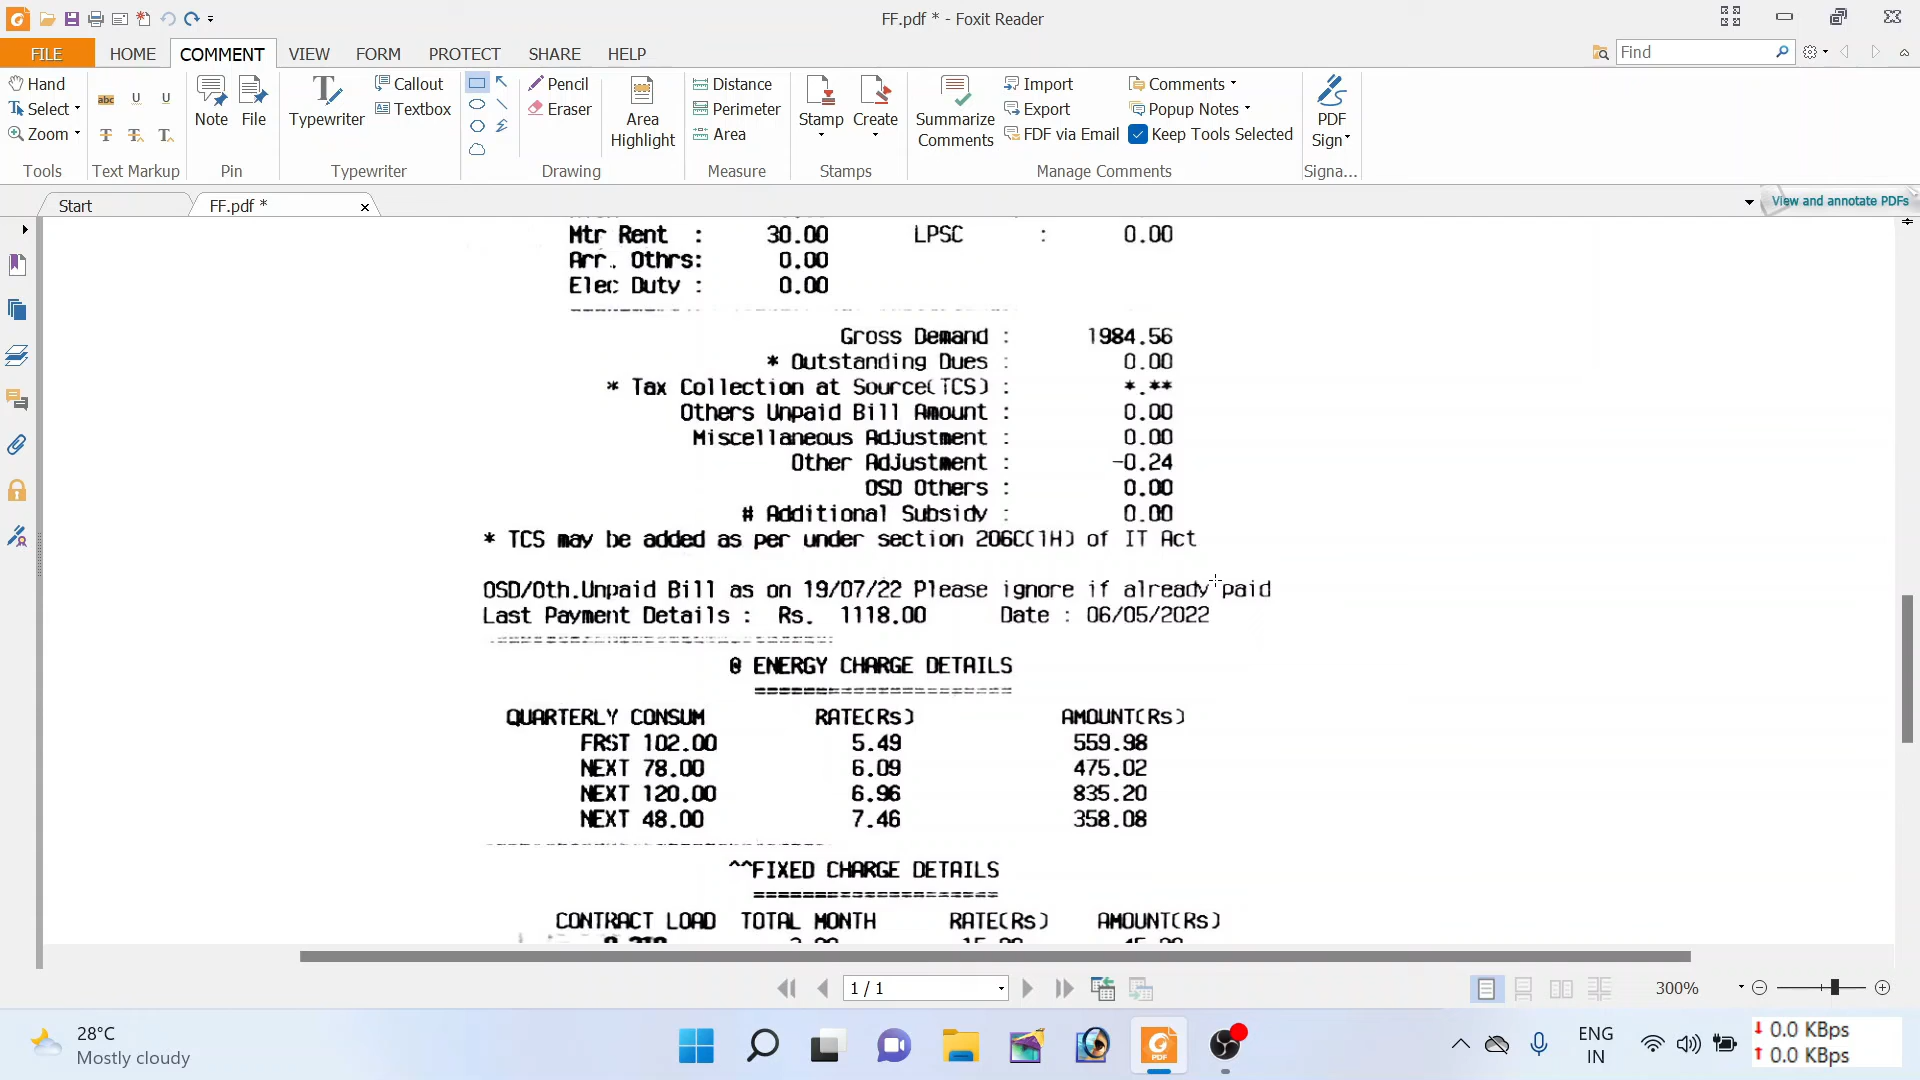 FF.pdf * - Foxit Reader
FILE HOME COMMENT VIEW FORM PROTECT SHARE HELP Find
Hand
Select
Zoom
Tools
Text Markup
Note File
Pin
Typewriter
Callout
Textbox
Typewriter
Pencil
Eraser
Area
Highlight
Drawing
Distance
Perimeter
Area
Measure
Stamp Create
Stamps
Summarize
Comments
Import
Export
FDF via Email
Comments
Popup Notes
Keep Tools Selected
Manage Comments
PDF
Sign
Signa...
Start FF.pdf * View and annotate PDFs
Mtr Rent : 30.00 LPSC : 0.00
Arr. Othrs: 0.00
Elec Duty : 0.00
Gross Demand : 1984.56
* Outstanding Dues : 0.00
* Tax Collection at Source(TCS) : *.**
Others Unpaid Bill Amount : 0.00
Miscellaneous Adjustment : 0.00
Other Adjustment : -0.24
OSD Others : 0.00
# Additional Subsidy : 0.00
* TCS may be added as per under section 206C(1H) of IT Act
OSD/Oth.Unpaid Bill as on 19/07/22 Please ignore if already paid
Last Payment Details : Rs. 1118.00 Date : 06/05/2022
@ ENERGY CHARGE DETAILS
QUARTERLY CONSUM RATE(Rs) AMOUNT(Rs)
FRST 102.00 5.49 559.98
NEXT 78.00 6.09 475.02
NEXT 120.00 6.96 835.20
NEXT 48.00 7.46 358.08
^^FIXED CHARGE DETAILS
CONTRACT LOAD TOTAL MONTH RATE(Rs) AMOUNT(Rs)
1 / 1
300%
28°C
Mostly cloudy
ENG
IN
0.0 KBps
0.0 KBps